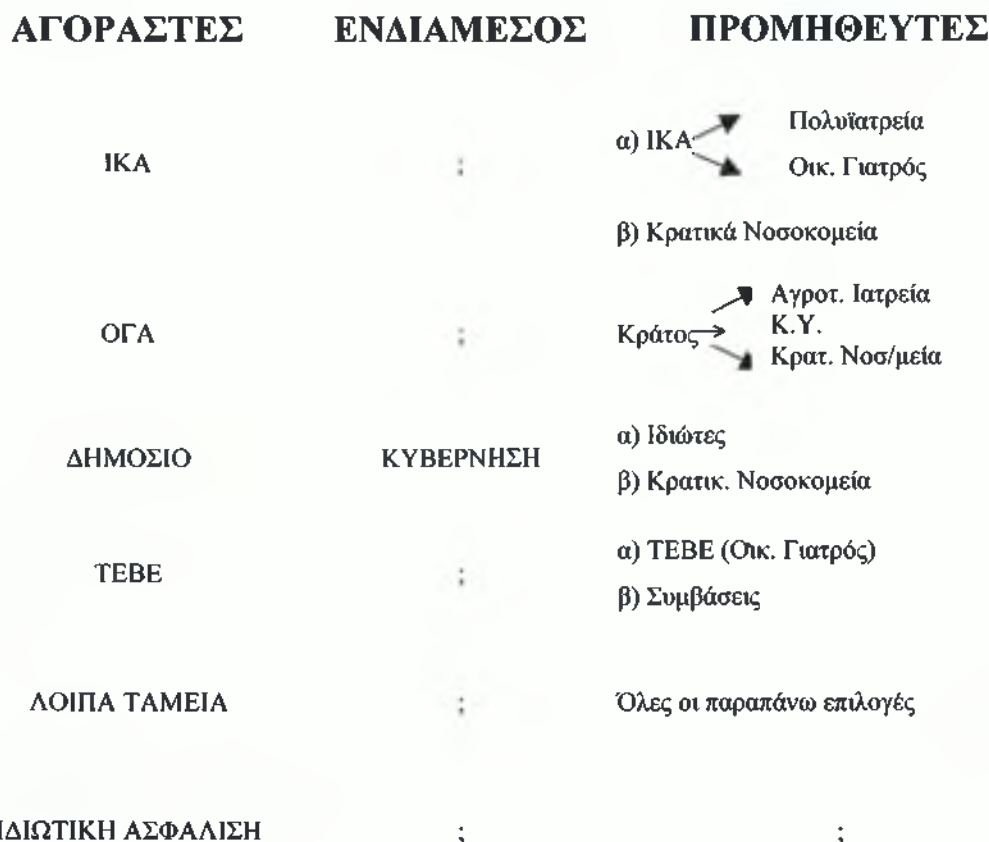 ΑΓΟΡΑΣΤΕΣ ΕΝΔΙΑΜΕΣΟΣ ΠΡΟΜΗΘΕΥΤΕΣ
ΙΚΑ ; α) ΙΚΑ Πολυϊατρεία
Οικ. Γιατρός
β) Κρατικά Νοσοκομεία
ΟΓΑ ; Κράτος Αγροτ. Ιατρεία
Κ.Υ.
Κρατ. Νοσ/μεία
ΔΗΜΟΣΙΟ ΚΥΒΕΡΝΗΣΗ α) Ιδιώτες
β) Κρατικ. Νοσοκομεία
ΤΕΒΕ ; α) ΤΕΒΕ (Οικ. Γιατρός)
β) Συμβάσεις
ΛΟΙΠΑ ΤΑΜΕΙΑ ; Όλες οι παραπάνω επιλογές
ΙΔΙΩΤΙΚΗ ΑΣΦΑΛΙΣΗ ; ;